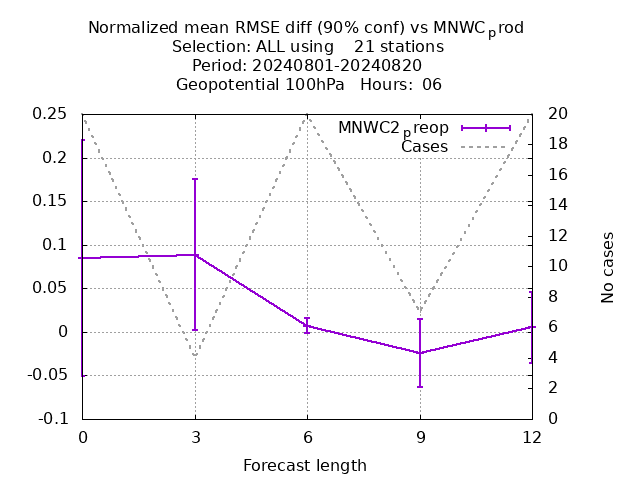 Normalized mean RMSE diff (90% conf) vs MNWCprod
Selection: ALL using    21 stations
Period: 20240801-20240820
Geopotential 100hPa   Hours:  06
MNWC2preop
Cases
0.25
0.2
0.15
0.1
0.05
0
-0.05
-0.1
20
18
16
14
12
10
8
6
4
2
0
No cases
0 3 6 9 12
Forecast length